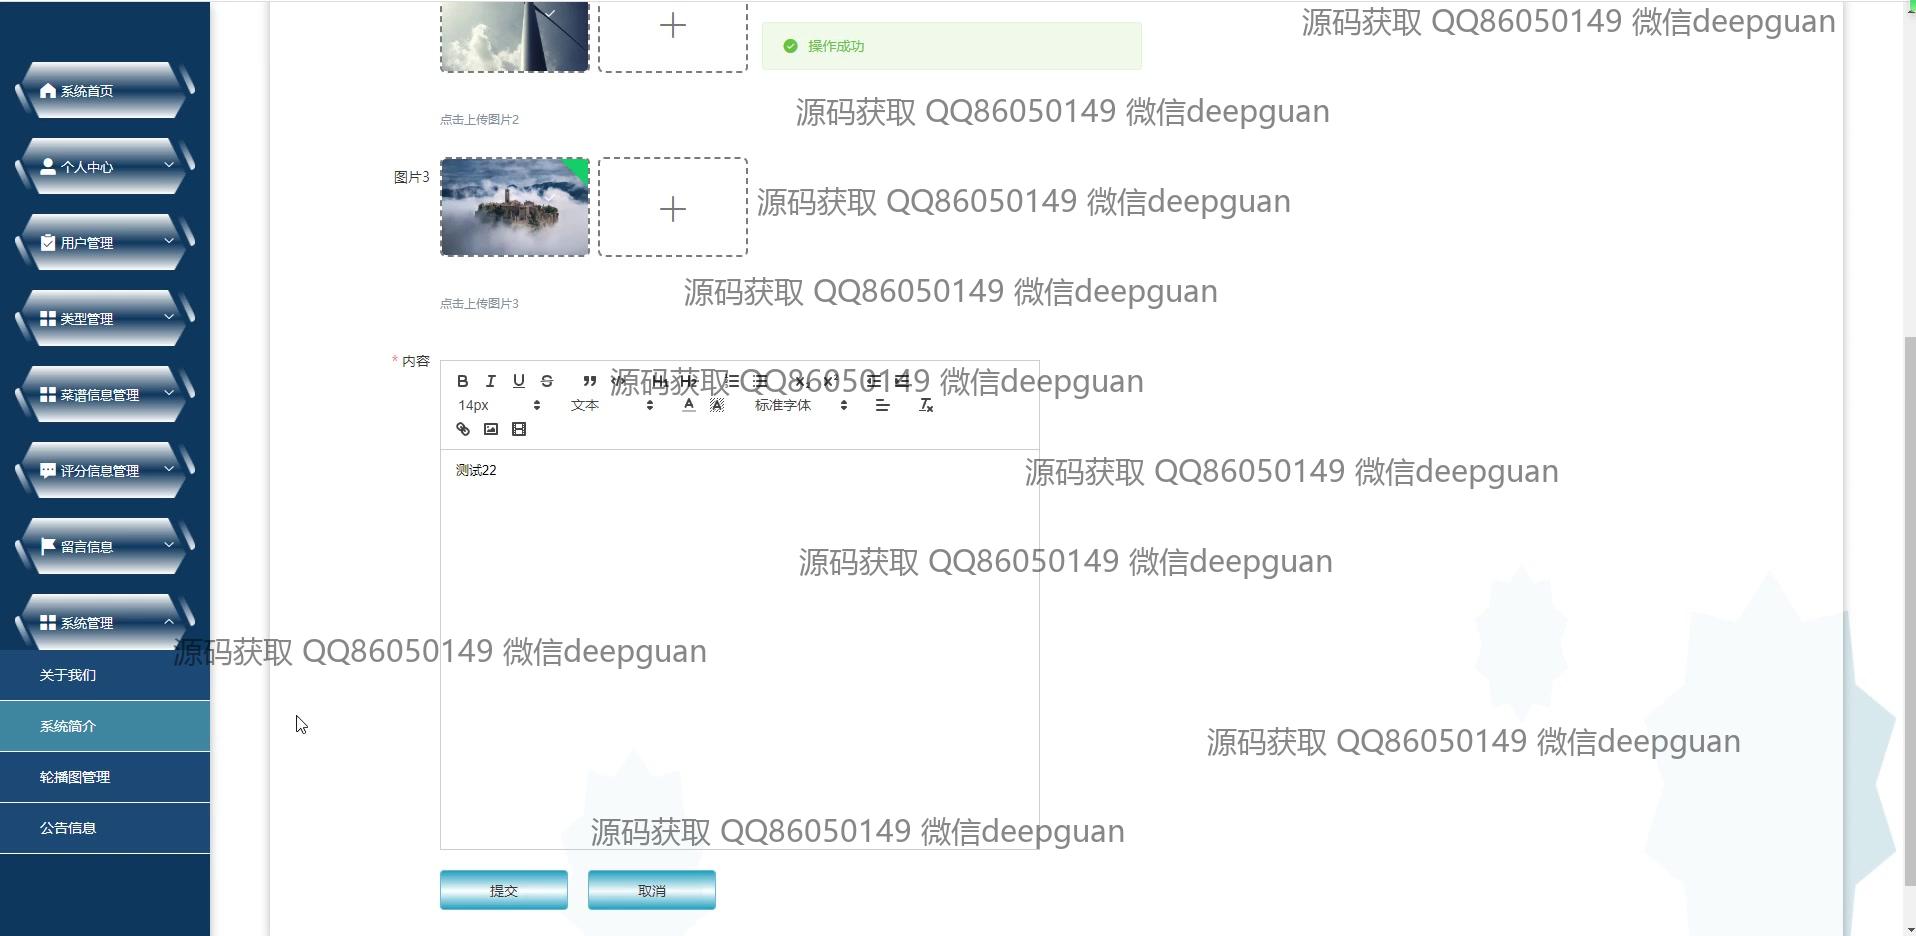 源码获取 QQ86050149 微信deepguan
操作成功
系统首页
点击上传图片2
源码获取 QQ86050149 微信deepguan
个人中心
图片3
源码获取 QQ86050149 微信deepguan
用户管理
点击上传图片3
源码获取 QQ86050149 微信deepguan
类型管理
* 内容
源码获取 QQ86050149 微信deepguan
菜谱信息管理
14px 文本 标准字体
评分信息管理
测试22
源码获取 QQ86050149 微信deepguan
留言信息
源码获取 QQ86050149 微信deepguan
系统管理
源码获取 QQ86050149 微信deepguan
关于我们
系统简介
源码获取 QQ86050149 微信deepguan
轮播图管理
公告信息
源码获取 QQ86050149 微信deepguan
提交 取消